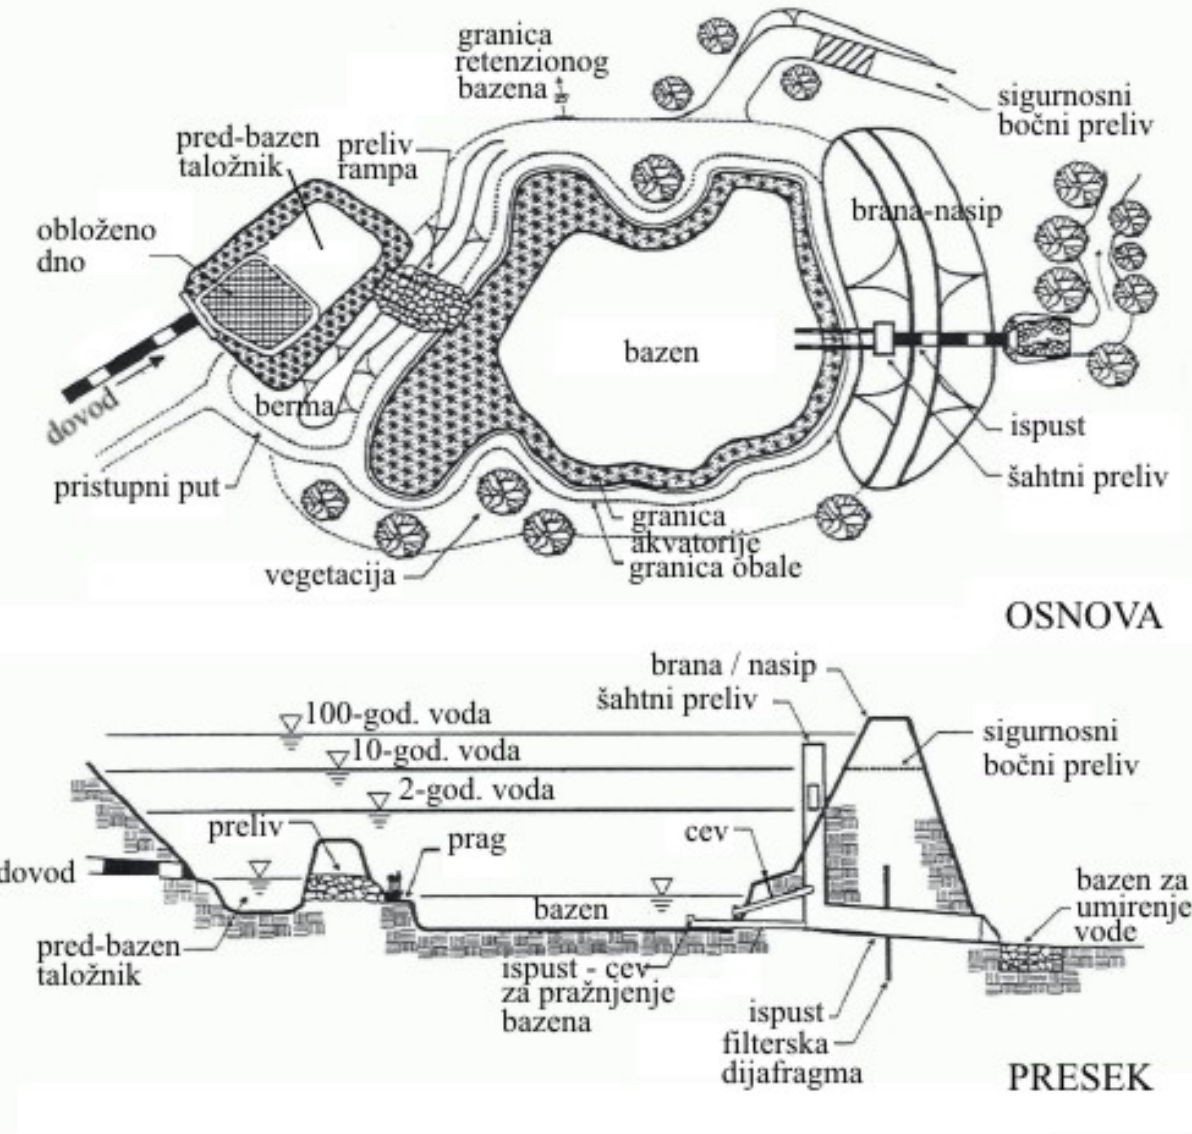 granica
retenzionog
bazena
sigurnosni
bočni preliv
pred-bazen
taložnik
preliv
rampa
obloženo
dno
brana-nasip
bazen
dovod
berma
ispust
pristupni put
šahtni preliv
granica
akvatorije
granica obale
vegetacija
OSNOVA
brana / nasip
šahtni preliv
100-god. voda
sigurnosni
bočni preliv
10-god. voda
2-god. voda
preliv
prag
cev
dovod
bazen
bazen za
umirenje
vode
pred-bazen
taložnik
ispust - cev
za pražnjenje
bazena
ispust
filterska
dijafragma
PRESEK